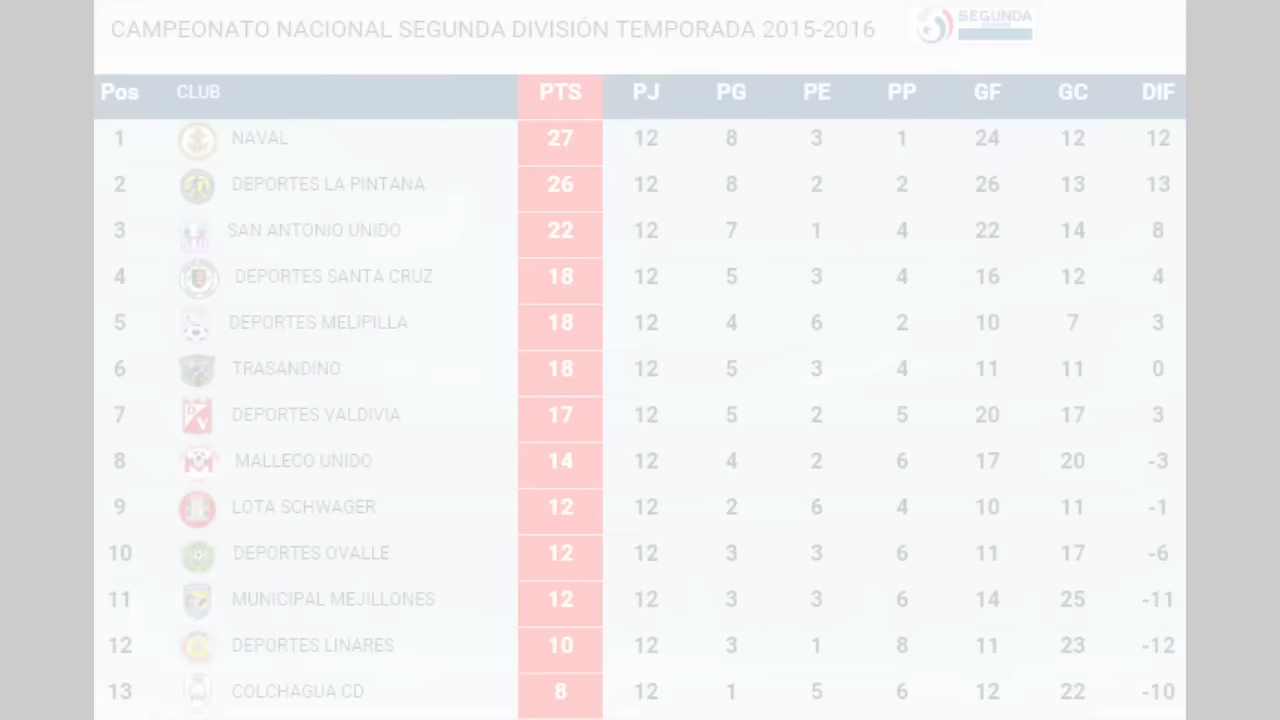 CAMPEONATO NACIONAL SEGUNDA DIVISIÓN TEMPORADA 2015-2016 SEGUNDA
Pos CLUB PTS PJ PG PE PP GF GC DIF
1 NAVAL 27 12 8 3 1 24 12 12
2 DEPORTES LA PINTANA 26 12 8 2 2 26 13 13
3 SAN ANTONIO UNIDO 22 12 7 1 4 22 14 8
4 DEPORTES SANTA CRUZ 18 12 5 3 4 16 12 4
5 DEPORTES MELIPILLA 18 12 4 6 2 10 7 3
6 TRASANDINO 18 12 5 3 4 11 11 0
7 DEPORTES VALDIVIA 17 12 5 2 5 20 17 3
8 MALLECO UNIDO 14 12 4 2 6 17 20 -3
9 LOTA SCHWAGER 12 12 2 6 4 10 11 -1
10 DEPORTES OVALLE 12 12 3 3 6 11 17 -6
11 MUNICIPAL MEJILLONES 12 12 3 3 6 14 25 -11
12 DEPORTES LINARES 10 12 3 1 8 11 23 -12
13 COLCHAGUA CD 8 12 1 5 6 12 22 -10